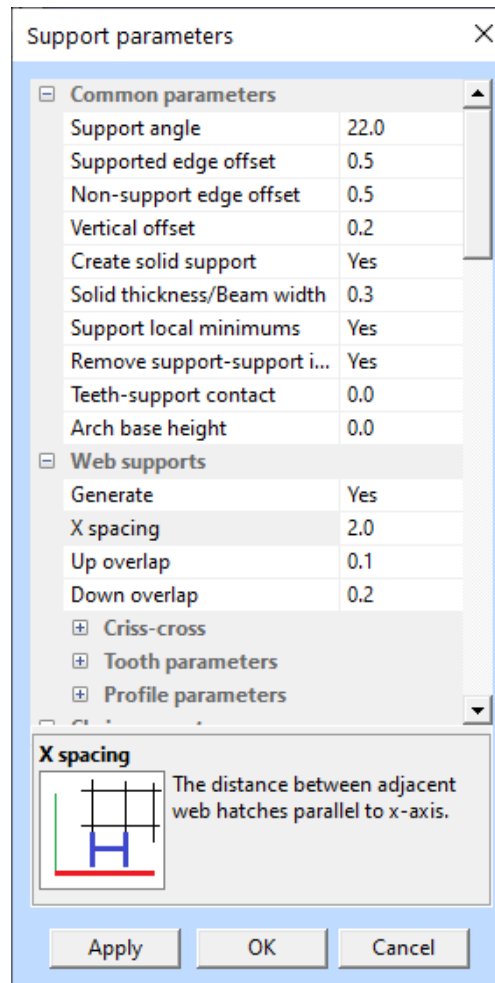 Support parameters
Common parameters
Support angle 22.0
Supported edge offset 0.5
Non-support edge offset 0.5
Vertical offset 0.2
Create solid support Yes
Solid thickness/Beam width 0.3
Support local minimums Yes
Remove support-support i... Yes
Teeth-support contact 0.0
Arch base height 0.0
Web supports
Generate Yes
X spacing 2.0
Up overlap 0.1
Down overlap 0.2
Criss-cross
Tooth parameters
Profile parameters
X spacing
The distance between adjacent
web hatches parallel to x-axis.
Apply OK Cancel